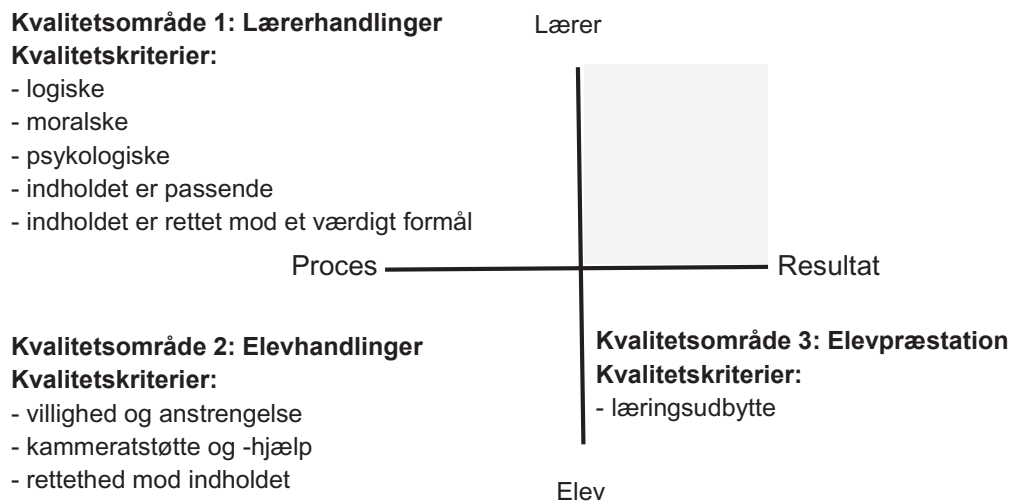 Kvalitetsområde 1: Lærerhandlinger
Kvalitetskriterier:
- logiske
- moralske
- psykologiske
- indholdet er passende
- indholdet er rettet mod et værdigt formål
Lærer
Proces
Resultat
Kvalitetsområde 2: Elevhandlinger
Kvalitetskriterier:
- villighed og anstrengelse
- kammeratstøtte og -hjælp
- rettethed mod indholdet
Kvalitetsområde 3: Elevpræstation
Kvalitetskriterier:
- læringsudbytte
Elev